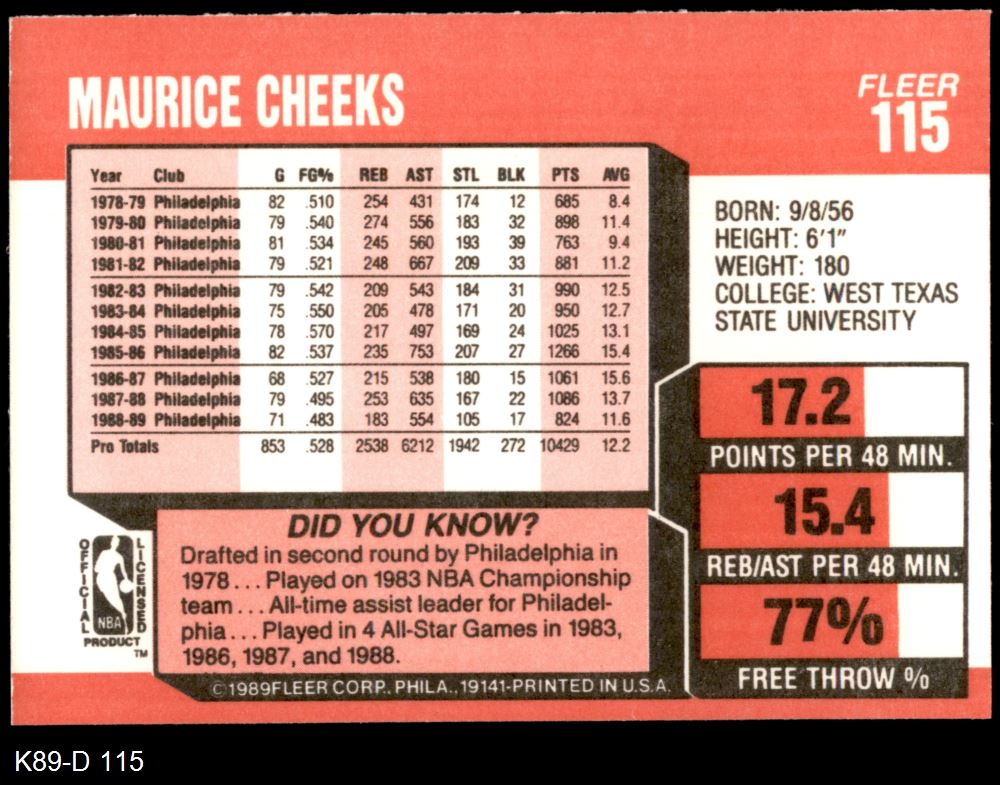 MAURICE CHEEKS
FLEER
115
Year Club G FG% REB AST STL BLK PTS AVG
1978-79 Philadelphia 82 .510 254 431 174 12 685 8.4
1979-80 Philadelphia 79 .540 274 556 183 32 898 11.4
1980-81 Philadelphia 81 .534 245 560 193 39 763 9.4
1981-82 Philadelphia 79 .521 248 667 209 33 881 11.2
1982-83 Philadelphia 79 .542 209 543 184 31 990 12.5
1983-84 Philadelphia 75 .550 205 478 171 20 950 12.7
1984-85 Philadelphia 78 .570 217 497 169 24 1025 13.1
1985-86 Philadelphia 82 .537 235 753 207 27 1266 15.4
1986-87 Philadelphia 68 .527 215 538 180 15 1061 15.6
1987-88 Philadelphia 79 .495 253 635 167 22 1086 13.7
1988-89 Philadelphia 71 .483 183 554 105 17 824 11.6
Pro Totals 853 .528 2538 6212 1942 272 10429 12.2
BORN: 9/8/56
HEIGHT: 6'1"
WEIGHT: 180
COLLEGE: WEST TEXAS
STATE UNIVERSITY
17.2
POINTS PER 48 MIN.
15.4
REB/AST PER 48 MIN.
77%
FREE THROW %
DID YOU KNOW?
Drafted in second round by Philadelphia in
1978 ... Played on 1983 NBA Championship
team ... All-time assist leader for Philadel-
phia ... Played in 4 All-Star Games in 1983,
1986, 1987, and 1988.
OFFICIAL
LICENSED
NBA
PRODUCT
TM
©1989 FLEER CORP. PHILA., 19141-PRINTED IN U.S.A.
K89-D 115